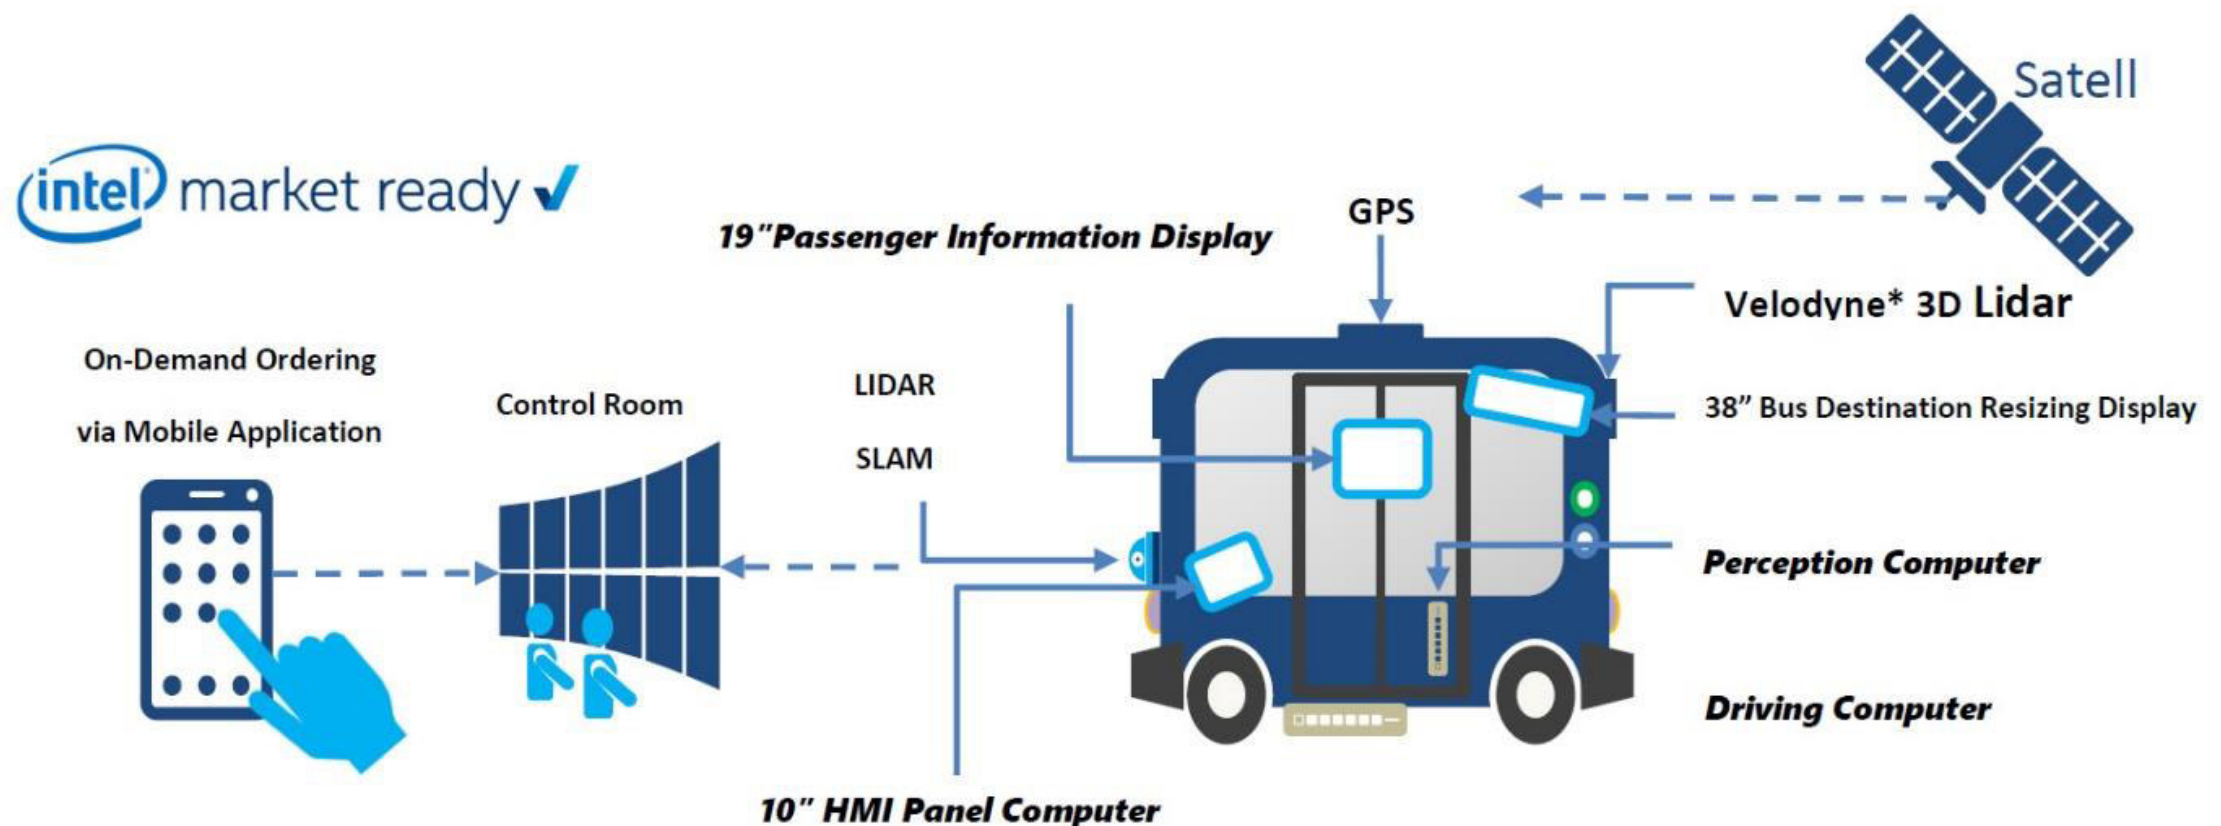 Satell
intel market ready
GPS
19"Passenger Information Display
Velodyne* 3D Lidar
On-Demand Ordering
via Mobile Application
Control Room
LIDAR
SLAM
38” Bus Destination Resizing Display
Perception Computer
Driving Computer
10" HMI Panel Computer